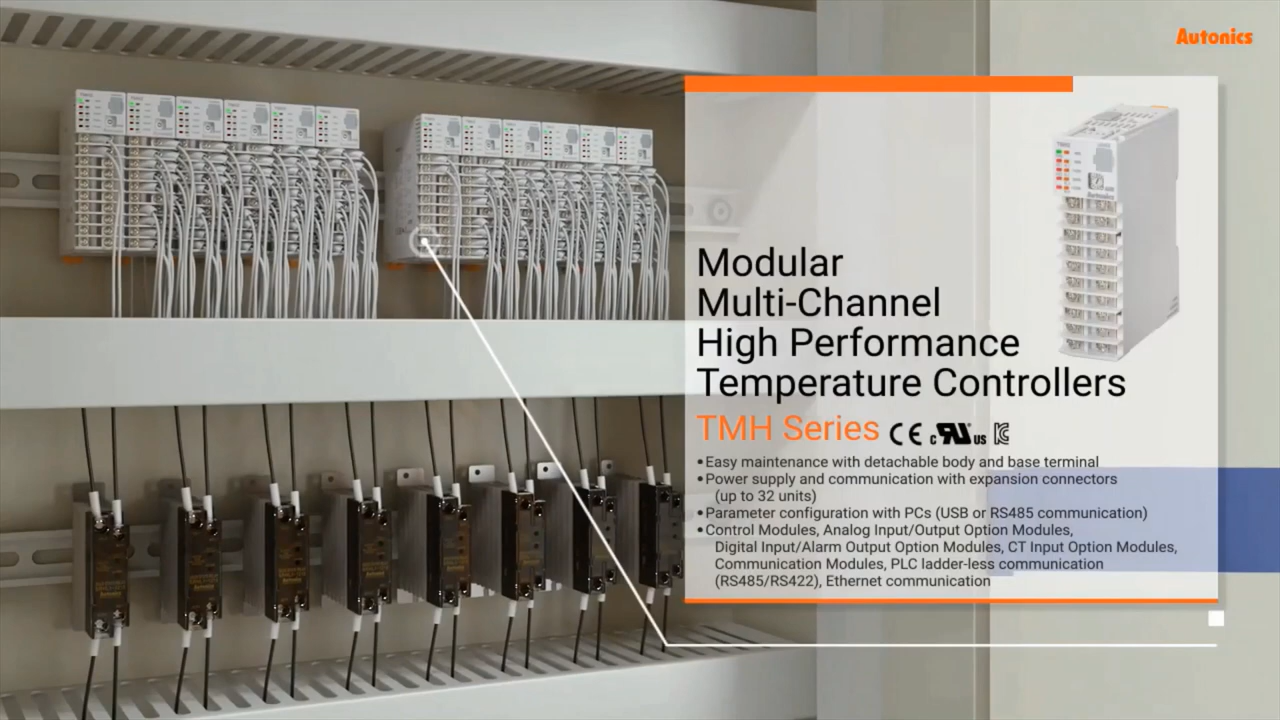 Autonics
Modular
Multi-Channel
High Performance
Temperature Controllers
TMH Series CE c RU us
•Easy maintenance with detachable body and base terminal
•Power supply and communication with expansion connectors
(up to 32 units)
•Parameter configuration with PCs (USB or RS485 communication)
•Control Modules, Analog Input/Output Option Modules,
Digital Input/Alarm Output Option Modules, CT Input Option Modules,
Communication Modules, PLC ladder-less communication
(RS485/RS422), Ethernet communication